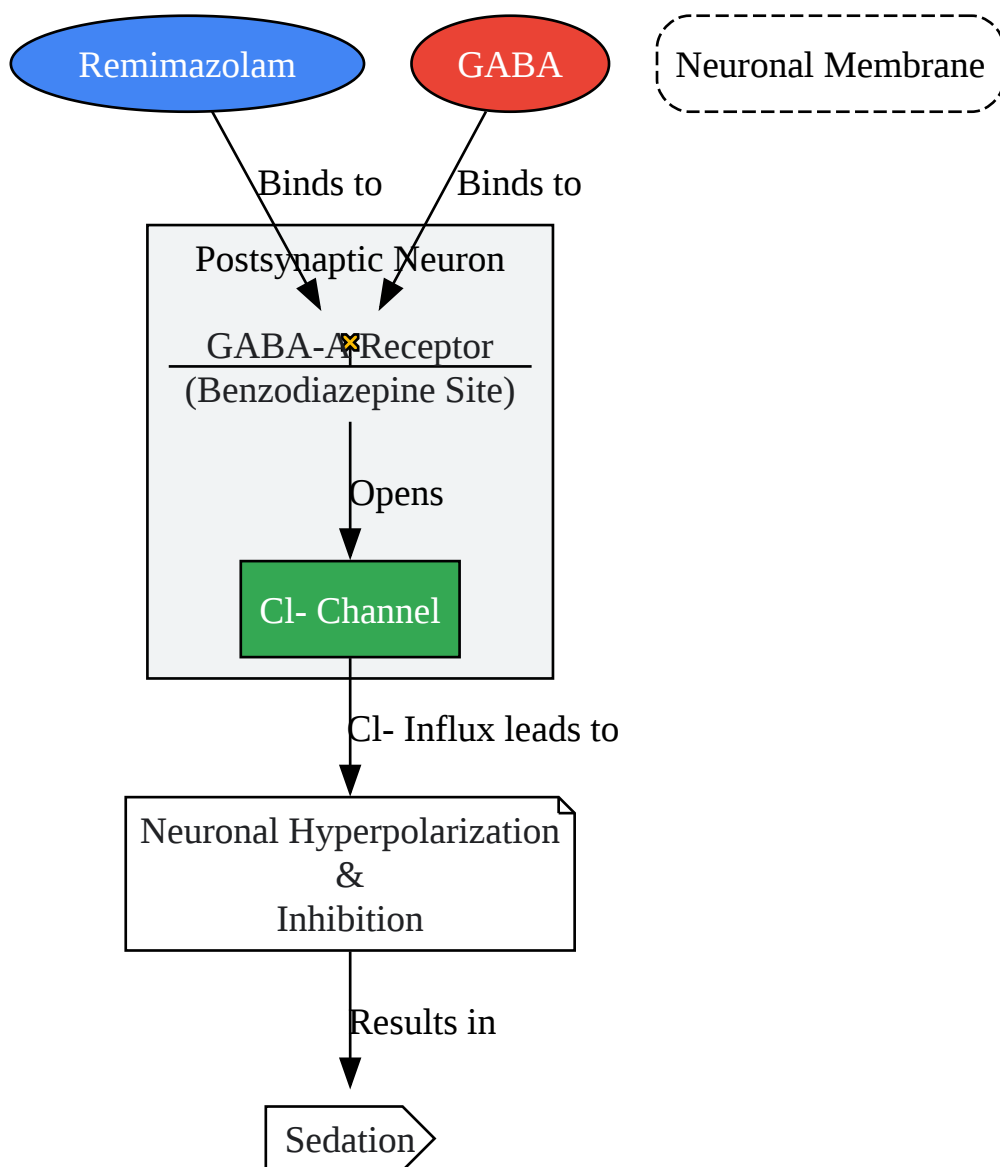 Remimazolam
GABA
Neuronal Membrane
Binds to
Binds to
Postsynaptic Neuron
GABA-A Receptor
(Benzodiazepine Site)
Opens
Cl- Channel
Cl- Influx leads to
Neuronal Hyperpolarization
&
Inhibition
Results in
Sedation